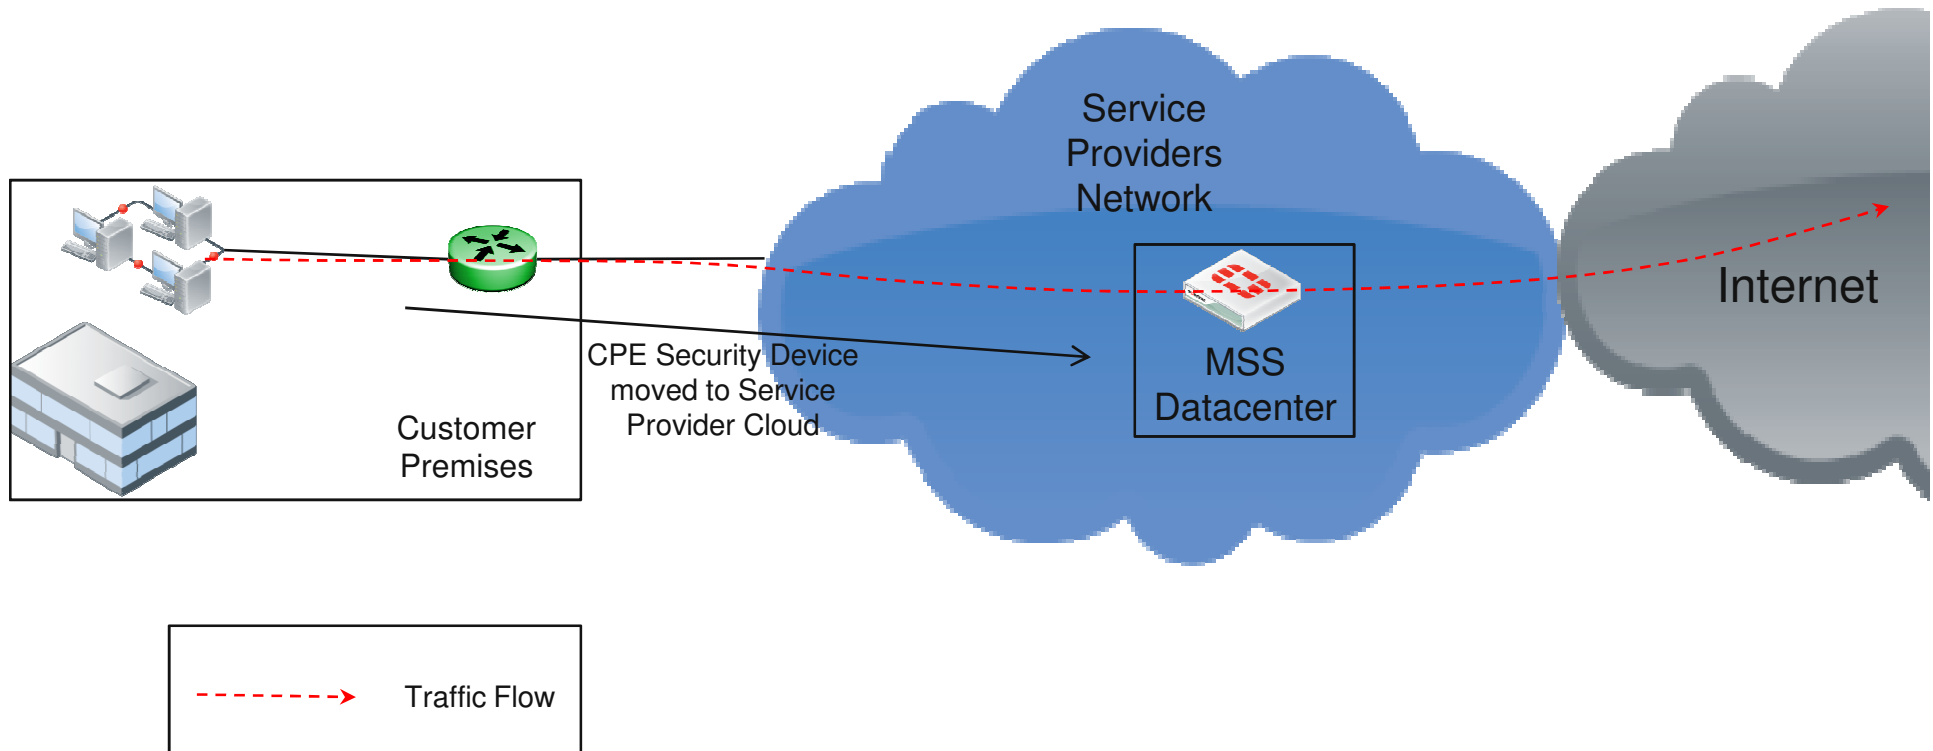 Service
Providers
Network
Internet
MSS
Datacenter
CPE Security Device
moved to Service
Provider Cloud
Customer
Premises
Traffic Flow